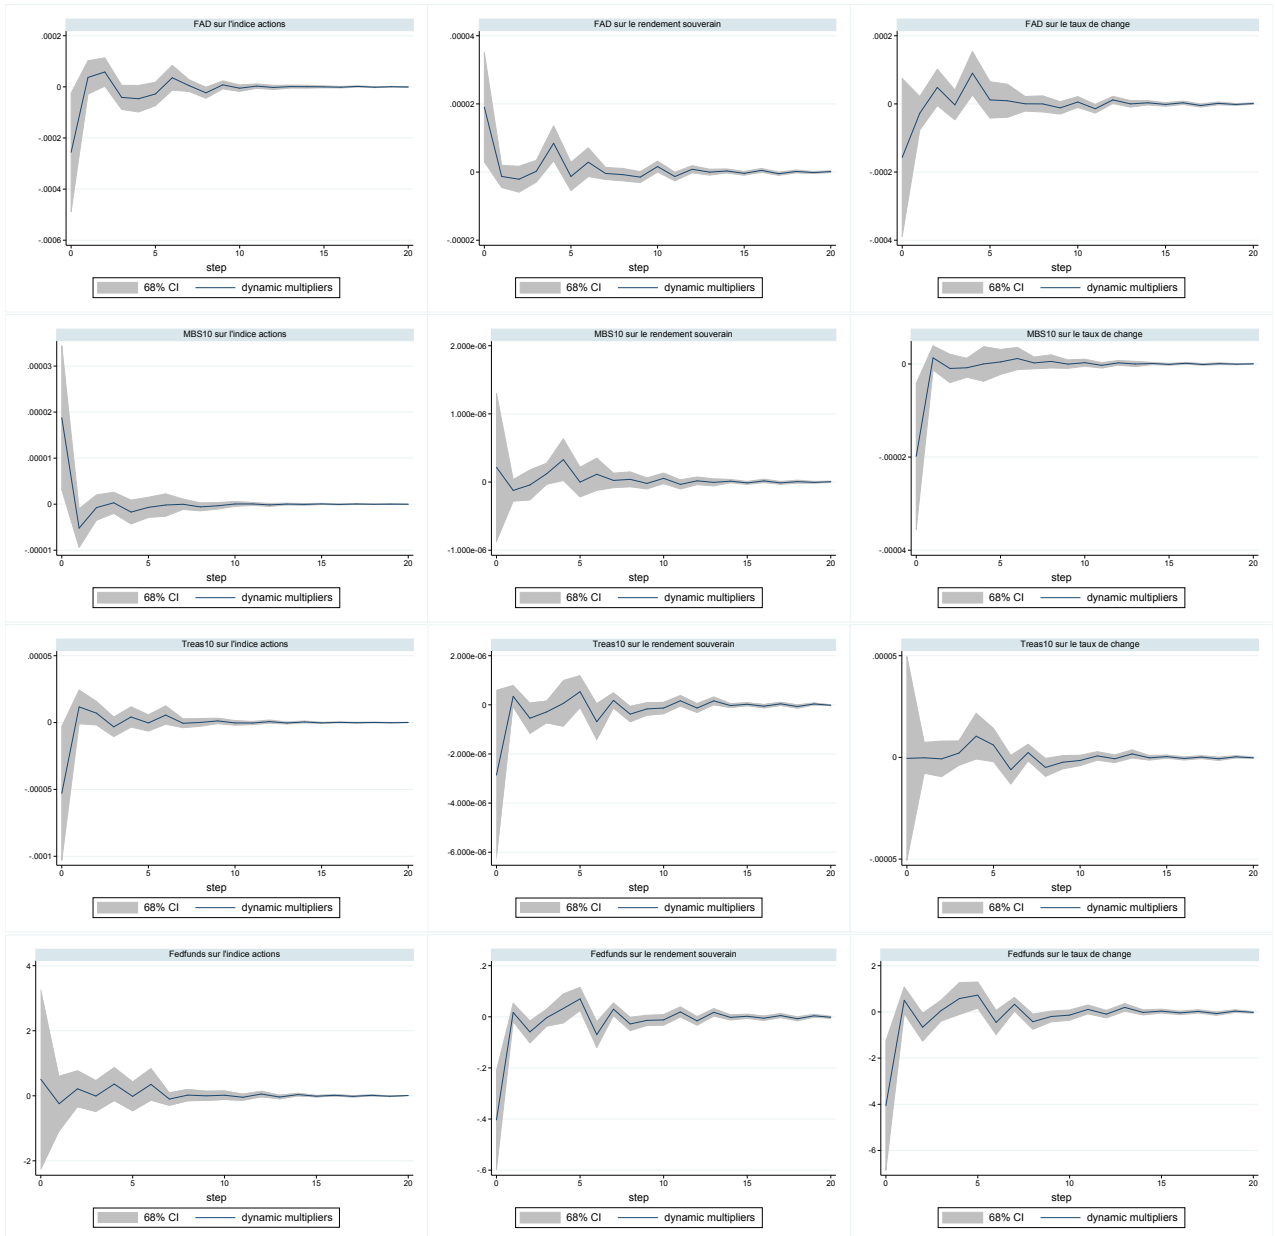 FAD sur l'indice actions
.0002
0
-.0002
-.0004
-.0006
0 5 10 15 20
step
68% CI dynamic multipliers
FAD sur le rendement souverain
.00004
.00002
0
-.00002
0 5 10 15 20
step
68% CI dynamic multipliers
FAD sur le taux de change
.0002
0
-.0002
-.0004
0 5 10 15 20
step
68% CI dynamic multipliers
MBS10 sur l'indice actions
.00003
.00002
.00001
0
-.00001
0 5 10 15 20
step
68% CI dynamic multipliers
MBS10 sur le rendement souverain
2.000e-06
1.000e-06
0
-1.000e-06
0 5 10 15 20
step
68% CI dynamic multipliers
MBS10 sur le taux de change
0
-.00002
-.00004
0 5 10 15 20
step
68% CI dynamic multipliers
Treas10 sur l'indice actions
.00005
0
-.00005
-.0001
0 5 10 15 20
step
68% CI dynamic multipliers
Treas10 sur le rendement souverain
2.000e-06
0
-2.000e-06
-4.000e-06
-6.000e-06
0 5 10 15 20
step
68% CI dynamic multipliers
Treas10 sur le taux de change
.00005
0
-.00005
0 5 10 15 20
step
68% CI dynamic multipliers
Fedfunds sur l'indice actions
4
2
0
-2
0 5 10 15 20
step
68% CI dynamic multipliers
Fedfunds sur le rendement souverain
.2
0
-.2
-.4
-.6
0 5 10 15 20
step
68% CI dynamic multipliers
Fedfunds sur le taux de change
2
0
-2
-4
-6
0 5 10 15 20
step
68% CI dynamic multipliers